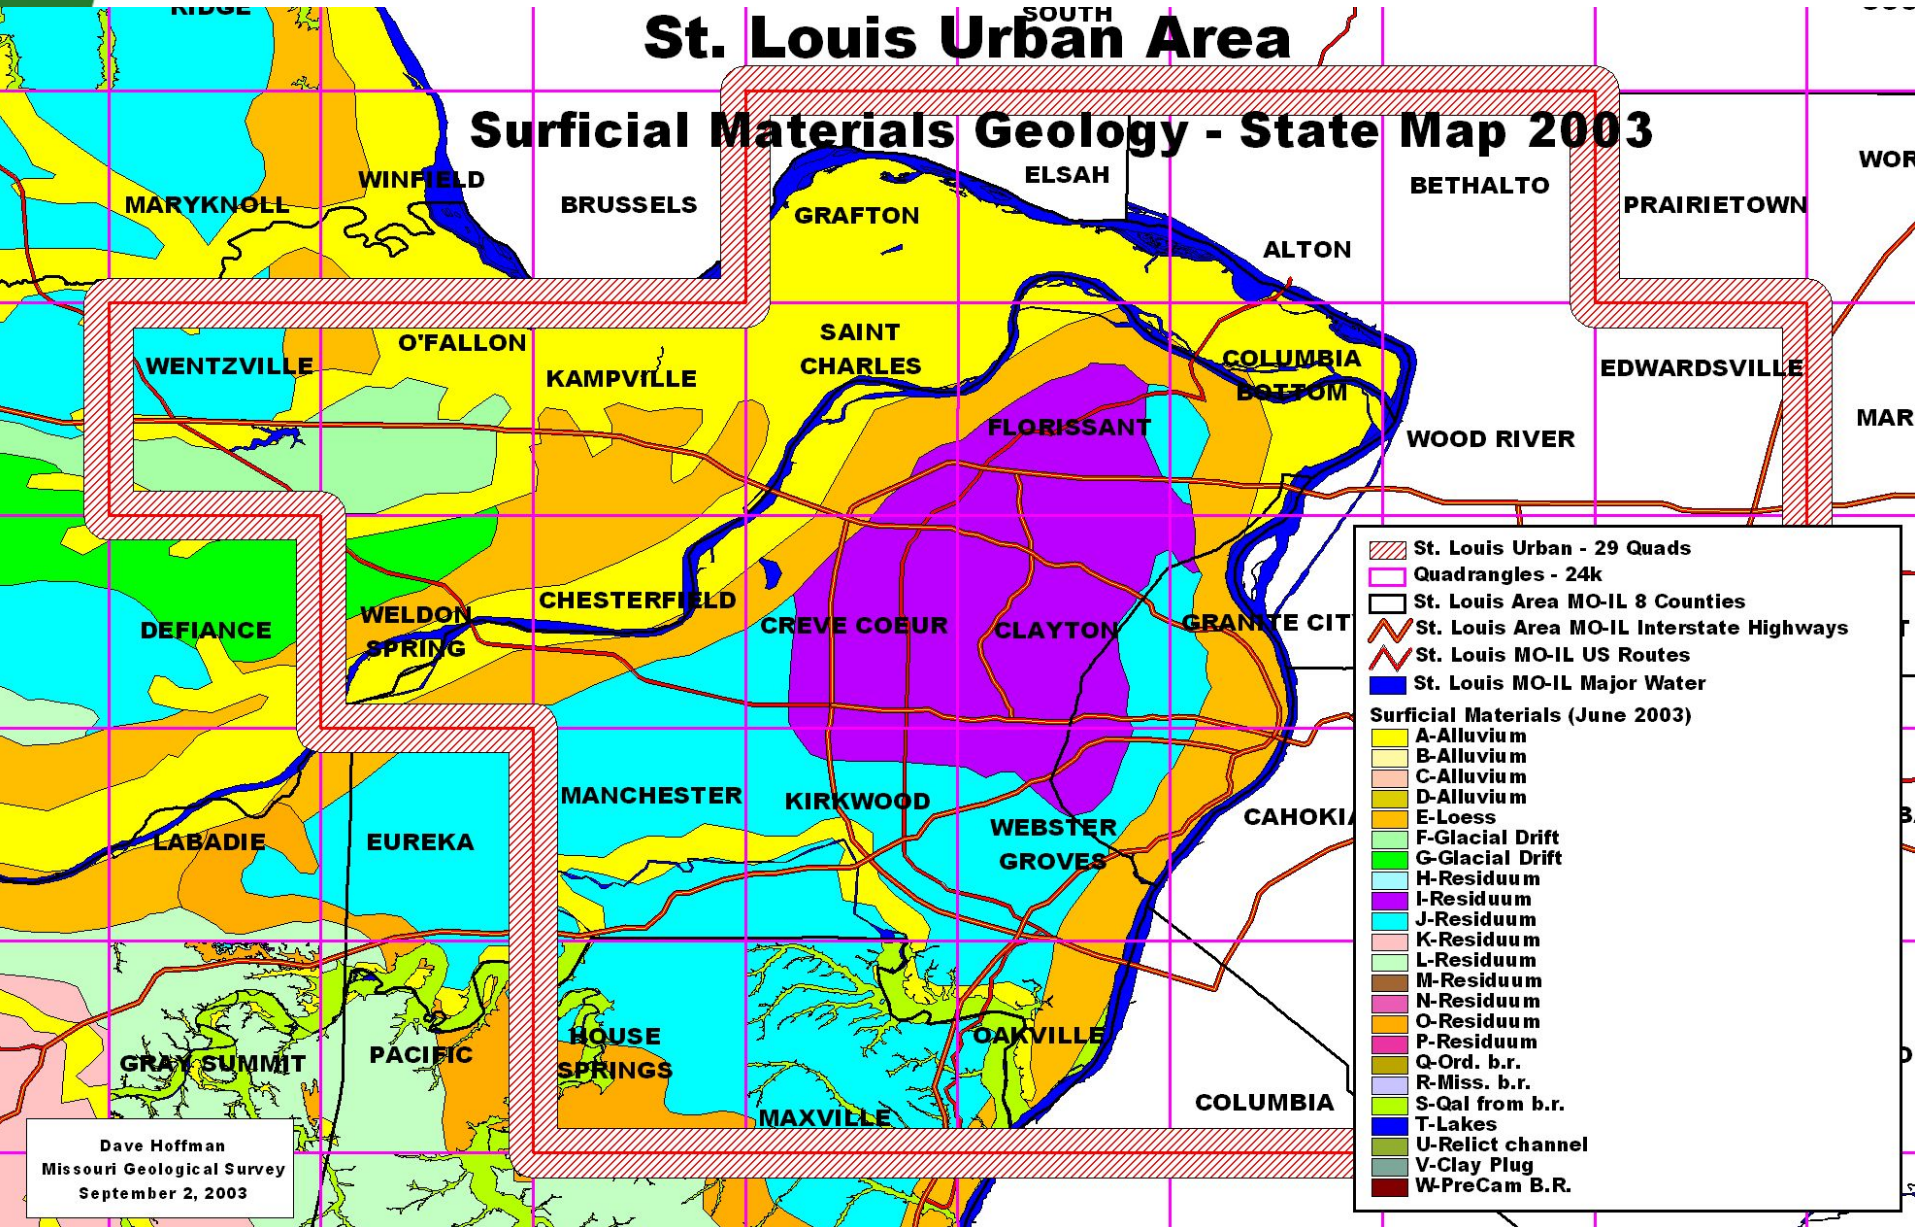 RIDGE
SOUTH
St. Louis Urban Area
Surficial Materials Geology - State Map 2003
WINFIELD
MARYKNOLL
BRUSSELS
GRAFTON
ELSAH
BETHALTO
PRAIRIETOWN
WOR
ALTON
WENTZVILLE
O'FALLON
KAMPVILLE
SAINT
CHARLES
COLUMBIA
BOTTOM
EDWARDSVILLE
FLORISSANT
WOOD RIVER
MAR
DEFIANCE
WELDON
SPRING
CHESTERFIELD
CREVE COEUR
CLAYTON
GRANITE CIT
LABADIE
EUREKA
MANCHESTER
KIRKWOOD
WEBSTER
GROVES
CAHOKIA
GRAY SUMMIT
PACIFIC
HOUSE
SPRINGS
MAXVILLE
OAKVILLE
COLUMBIA
St. Louis Urban - 29 Quads
Quadrangles - 24k
St. Louis Area MO-IL 8 Counties
St. Louis Area MO-IL Interstate Highways
St. Louis MO-IL US Routes
St. Louis MO-IL Major Water
Surficial Materials (June 2003)
A-Alluvium
B-Alluvium
C-Alluvium
D-Alluvium
E-Loess
F-Glacial Drift
G-Glacial Drift
H-Residuum
I-Residuum
J-Residuum
K-Residuum
L-Residuum
M-Residuum
N-Residuum
O-Residuum
P-Residuum
Q-Ord. b.r.
R-Miss. b.r.
S-Qal from b.r.
T-Lakes
U-Relict channel
V-Clay Plug
W-PreCam B.R.
Dave Hoffman
Missouri Geological Survey
September 2, 2003